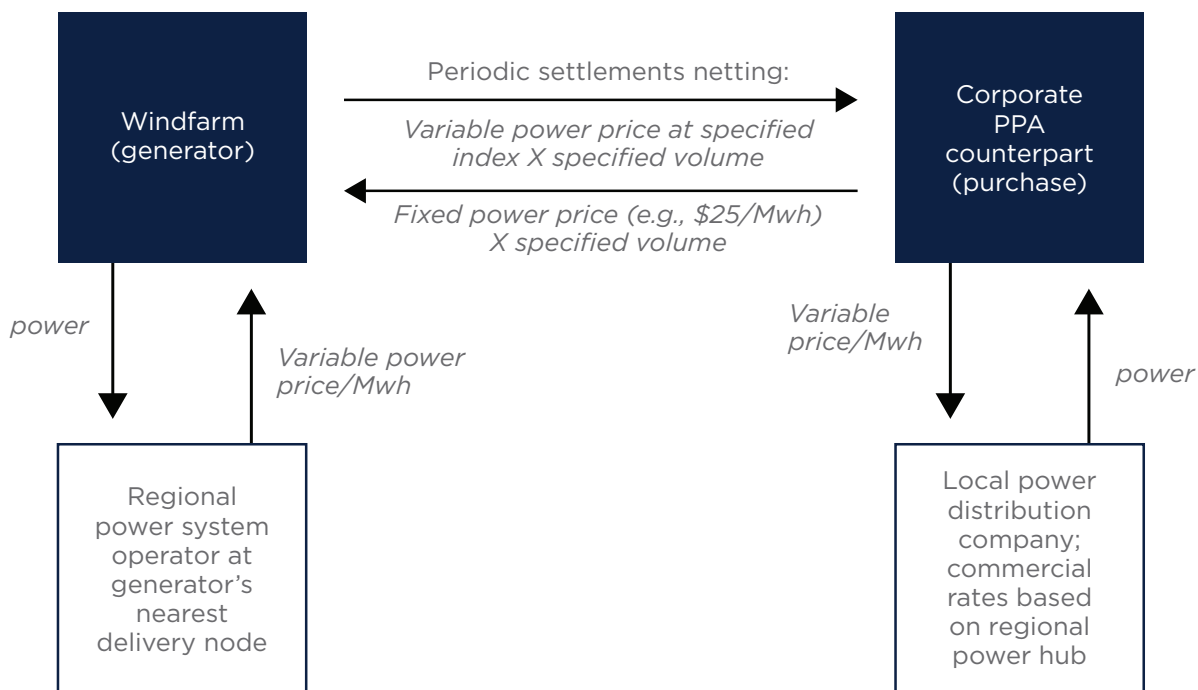 Periodic settlements netting:
Windfarm
(generator)
Variable power price at specified
index X specified volume
Fixed power price (e.g., $25/Mwh)
X specified volume
Corporate
PPA
counterpart
(purchase)
power
Variable power
price/Mwh
Variable
price/Mwh
power
Regional
power system
operator at
generator’s
nearest
delivery node
Local power
distribution
company;
commercial
rates based
on regional
power hub